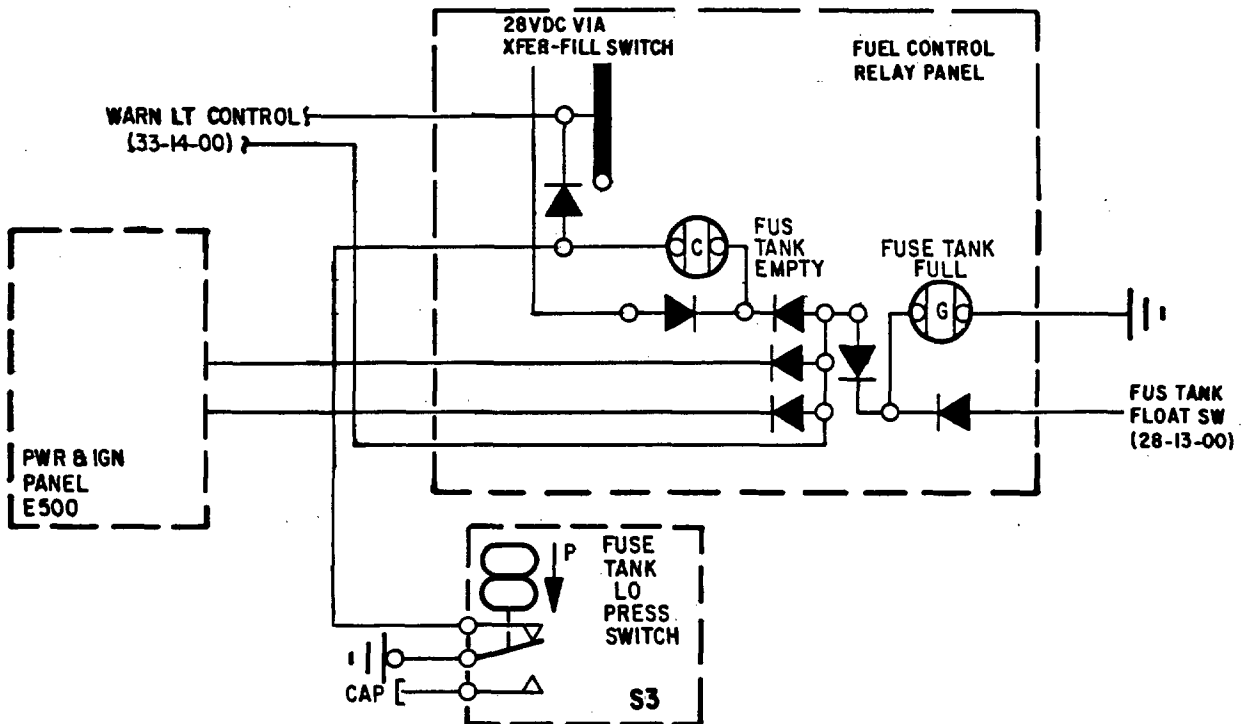 28VDC VIA
XFER-FILL SWITCH
FUEL CONTROL
RELAY PANEL
WARN LT CONTROL
(33-14-00)
FUS
TANK
EMPTY
C
FUSE TANK
FULL
G
FUS TANK
FLOAT SW
(28-13-00)
PWR & IGN
PANEL
E500
P
FUSE
TANK
LO
PRESS
SWITCH
CAP
S3